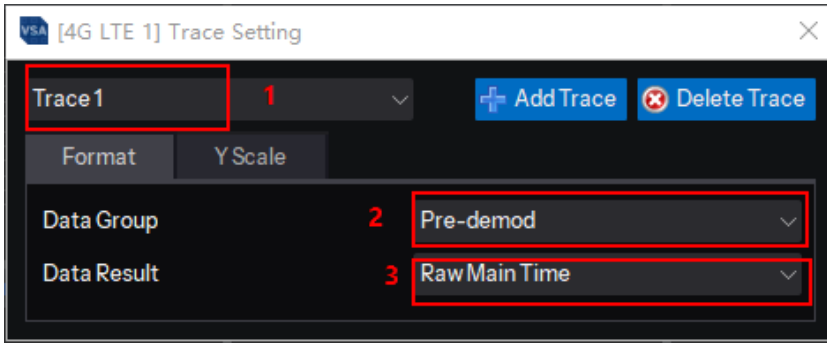 VSA [4G LTE 1] Trace Setting
Trace1 1 Add Trace Delete Trace
Format Y Scale
Data Group 2 Pre-demod
Data Result 3 Raw Main Time